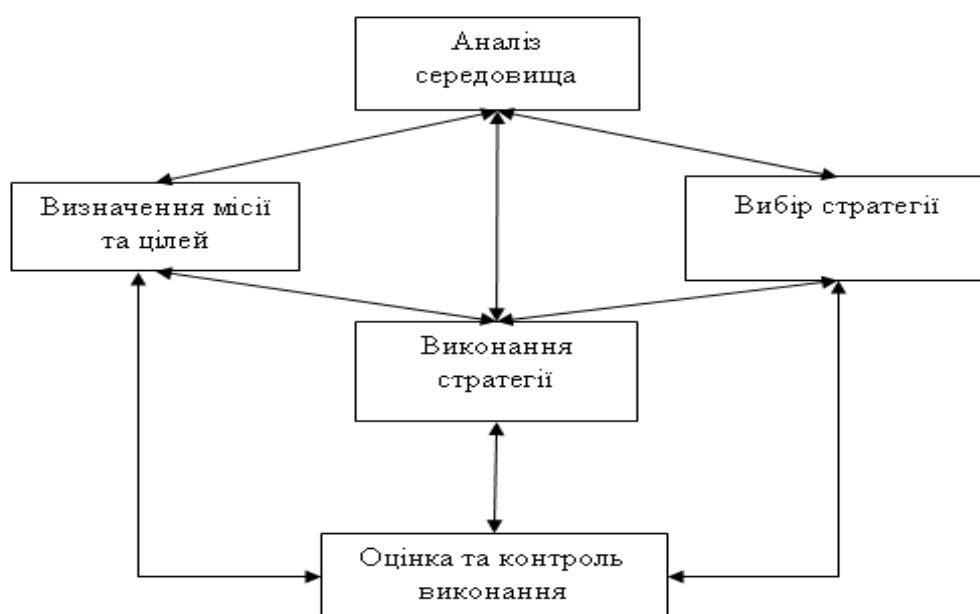 Аналіз
середовища
Визначення місії
та цілей
Вибір стратегії
Виконання
стратегії
Оцінка та контроль
виконання